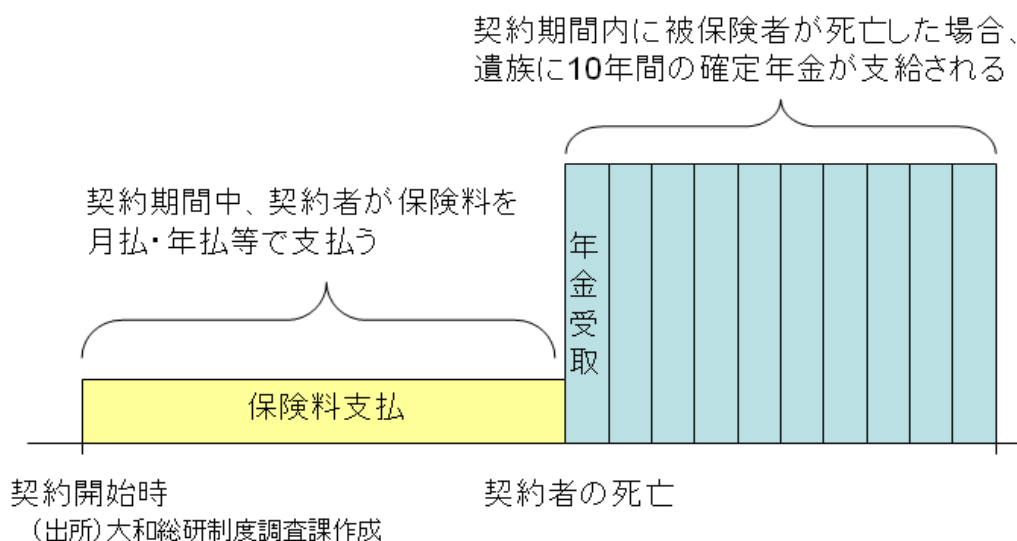 契約期間内に被保険者が死亡した場合、
遺族に10年間の確定年金が支給される
契約期間中、契約者が保険料を
月払・年払等で支払う
年金受取
保険料支払
契約開始時
契約者の死亡
（出所）大和総研制度調査課作成